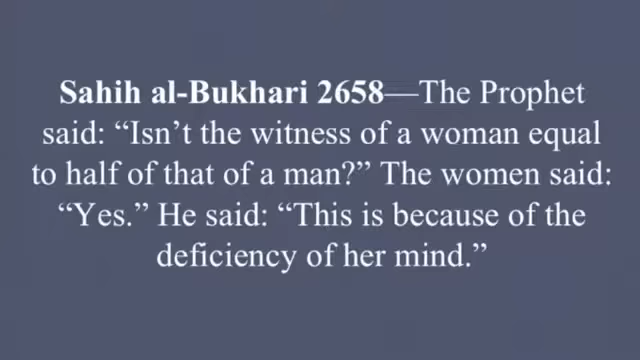 Sahih al-Bukhari 2658—The Prophet
said: “Isn’t the witness of a woman equal
to half of that of a man?” The women said:
“Yes.” He said: “This is because of the
deficiency of her mind.”